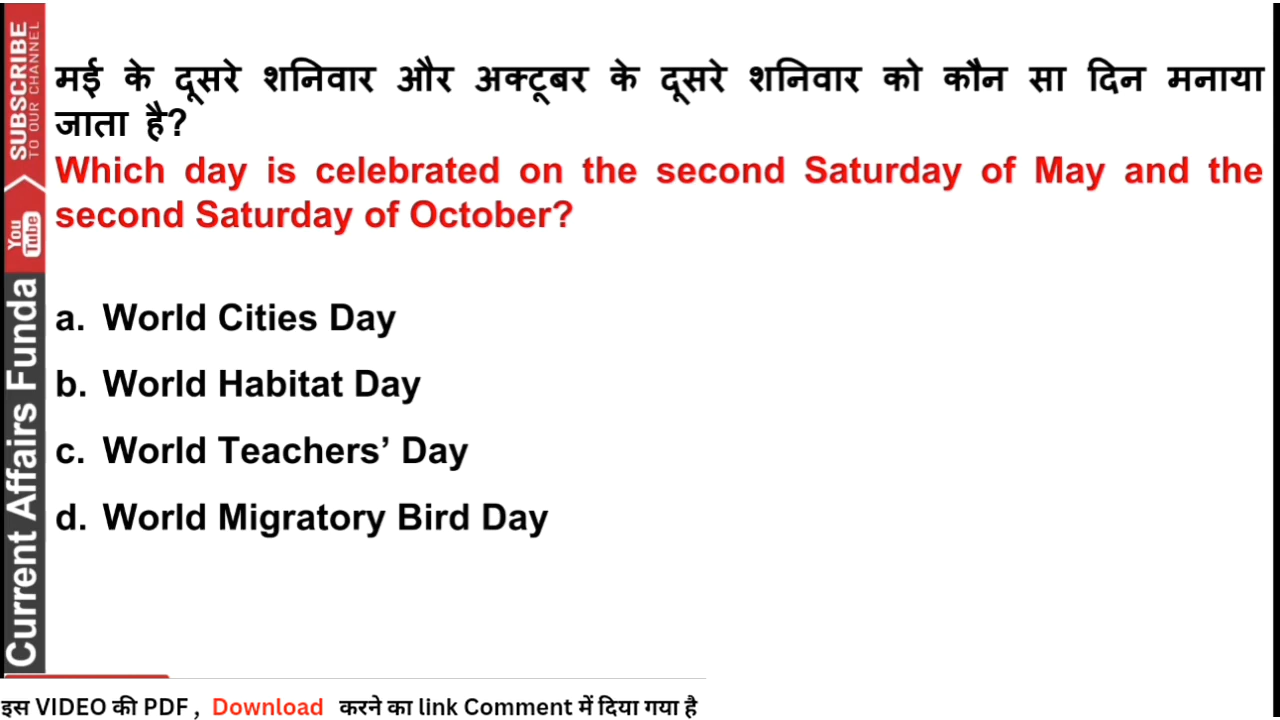 मई के दूसरे शनिवार और अक्टूबर के दूसरे शनिवार को कौन सा दिन मनाया
जाता है?
Which day is celebrated on the second Saturday of May and the
second Saturday of October?
a. World Cities Day
b. World Habitat Day
c. World Teachers’ Day
d. World Migratory Bird Day
SUBSCRIBE
TO OUR CHANNEL
You
Tube
Current Affairs Funda
इस VIDEO की PDF , Download करने का link Comment में दिया गया है